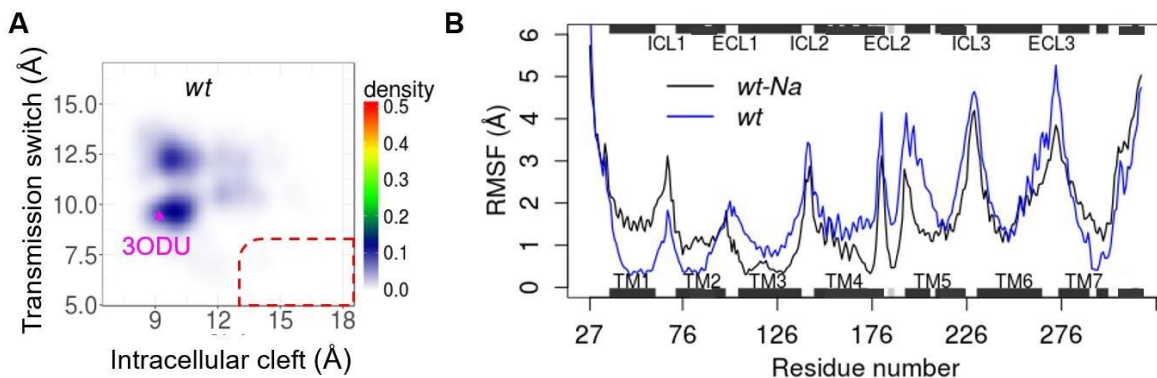 A
wt
Transmission switch (Å)
15.0
12.5
10.0
7.5
5.0
3ODU
9
12
15
18
Intracellular cleft (Å)
density
0.5
0.4
0.3
0.2
0.1
0.0
B
RMSF (Å)
6
5
4
3
2
1
0
ICL1 ECL1 ICL2 ECL2 ICL3 ECL3
wt-Na
wt
TM1 TM2 TM3 TM4 TM5 TM6 TM7
27 76 126 176 226 276
Residue number